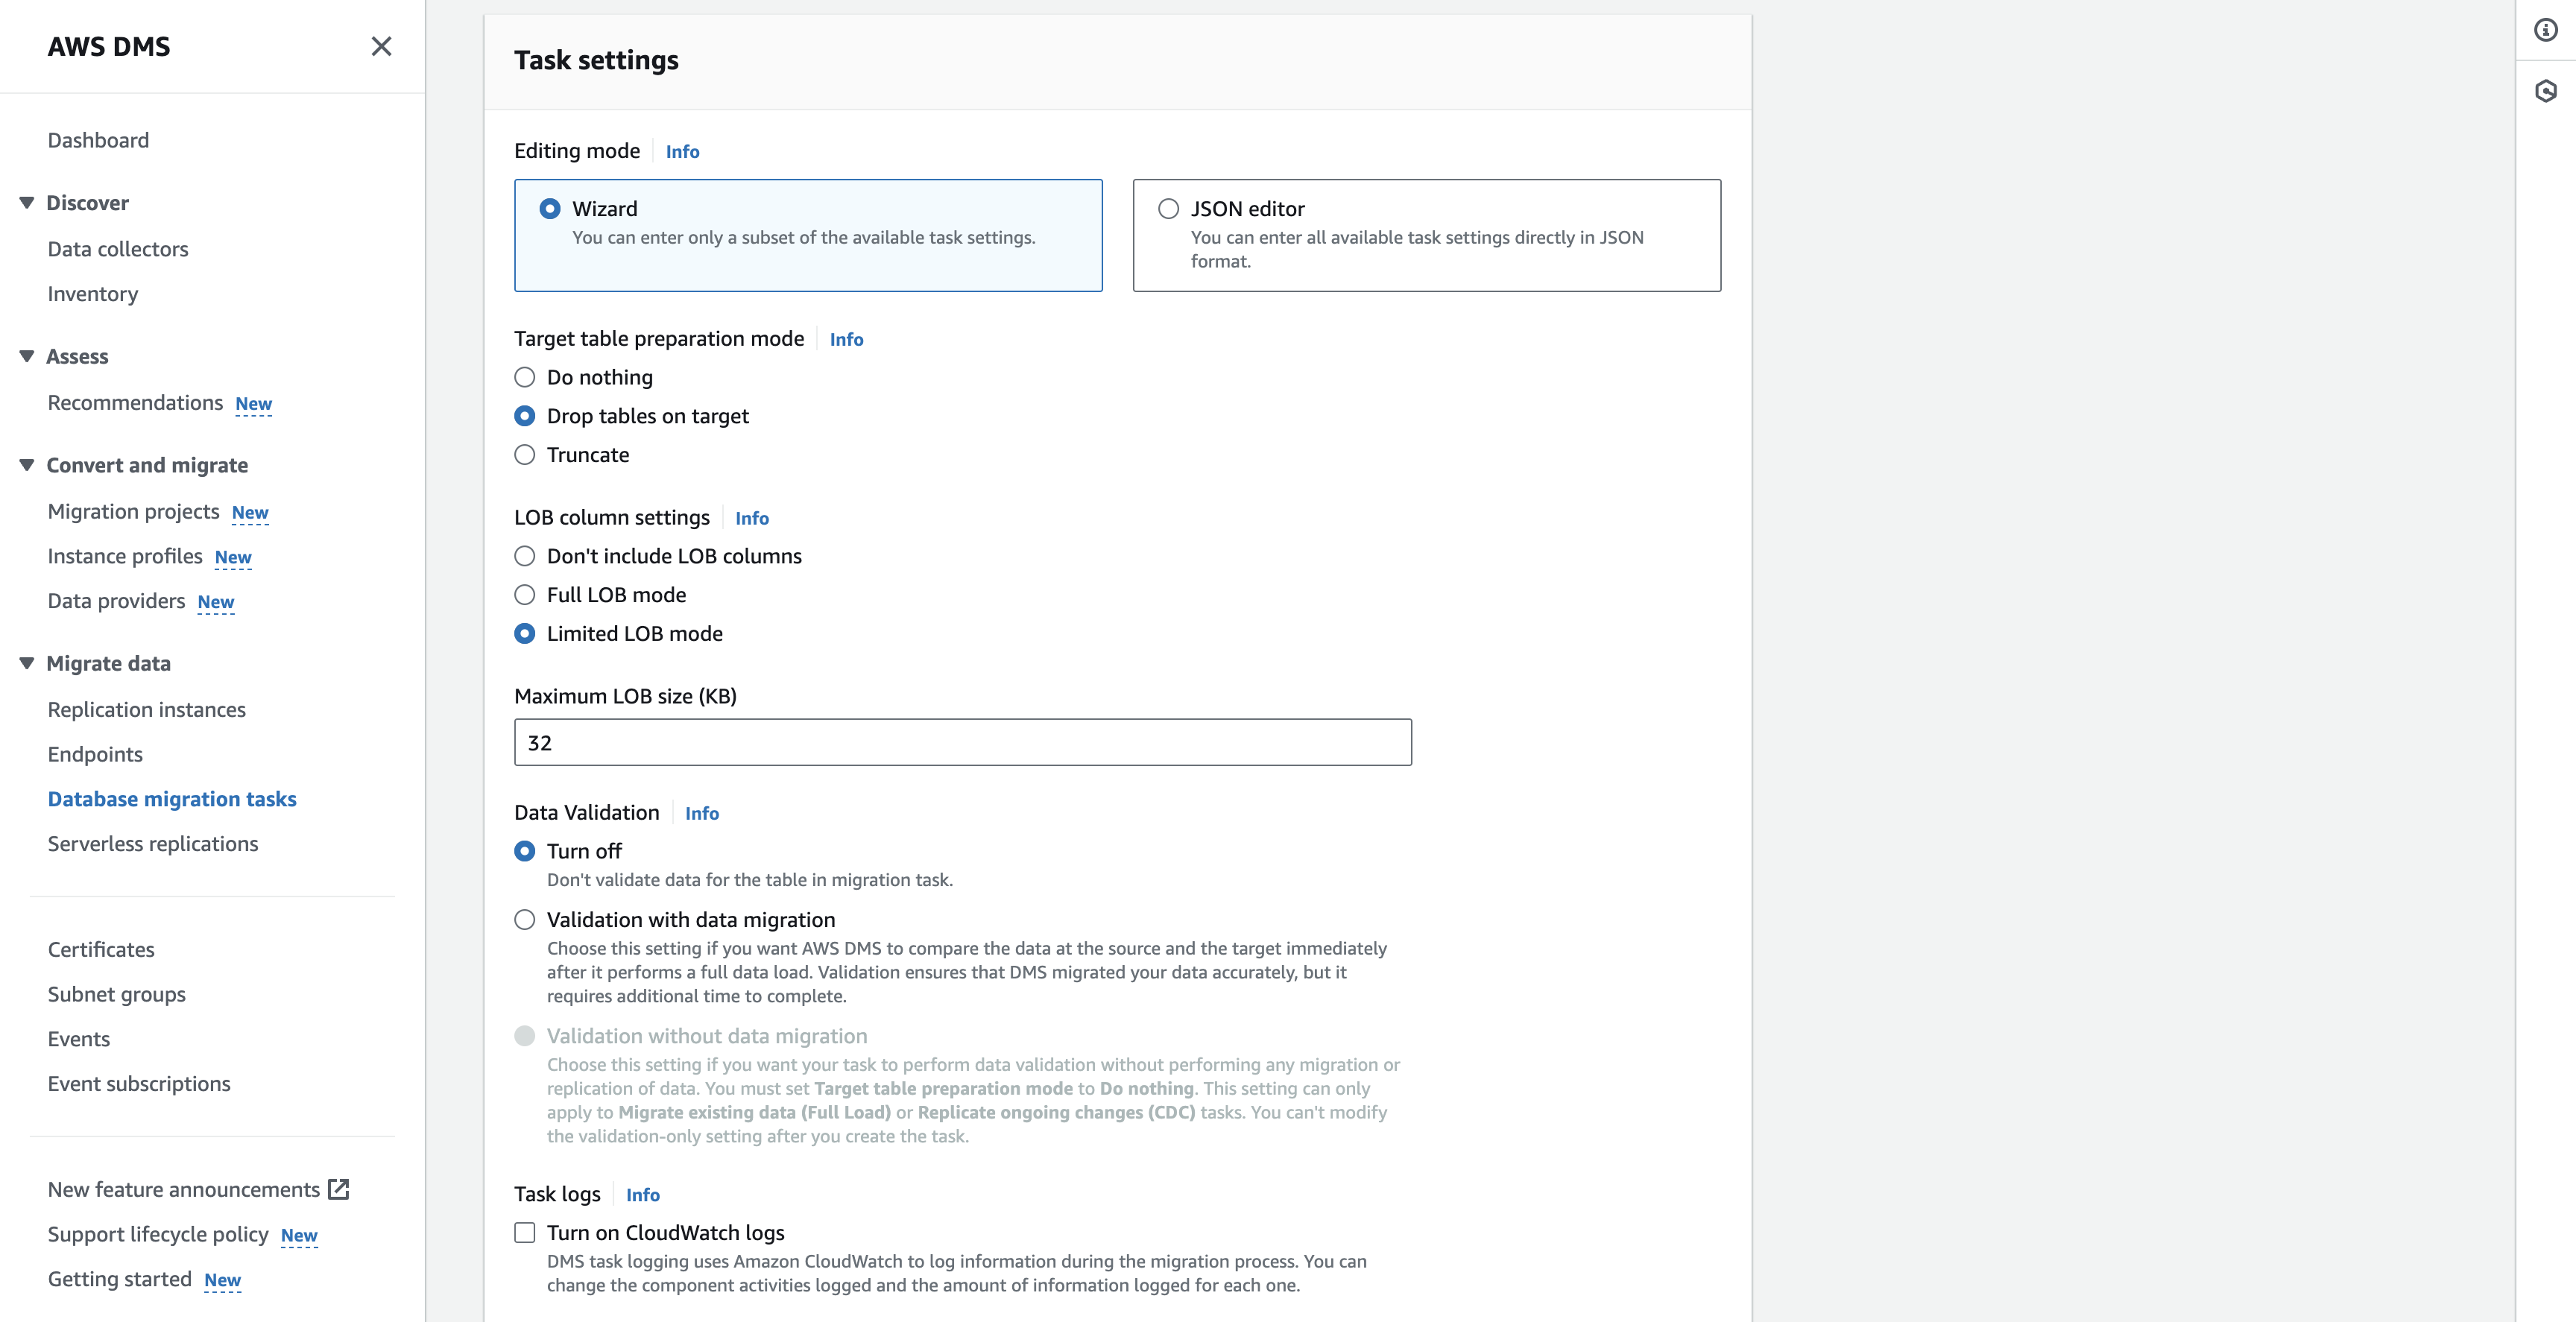 AWS DMS
Dashboard
Discover
Data collectors
Inventory
Assess
Recommendations New
Convert and migrate
Migration projects New
Instance profiles New
Data providers New
Migrate data
Replication instances
Endpoints
Database migration tasks
Serverless replications
Certificates
Subnet groups
Events
Event subscriptions
New feature announcements
Support lifecycle policy New
Getting started New
Task settings
Editing mode Info
Wizard
You can enter only a subset of the available task settings.
JSON editor
You can enter all available task settings directly in JSON
format.
Target table preparation mode Info
Do nothing
Drop tables on target
Truncate
LOB column settings Info
Don't include LOB columns
Full LOB mode
Limited LOB mode
Maximum LOB size (KB)
32
Data Validation Info
Turn off
Don't validate data for the table in migration task.
Validation with data migration
Choose this setting if you want AWS DMS to compare the data at the source and the target immediately
after it performs a full data load. Validation ensures that DMS migrated your data accurately, but it
requires additional time to complete.
Validation without data migration
Choose this setting if you want your task to perform data validation without performing any migration or
replication of data. You must set Target table preparation mode to Do nothing. This setting can only
apply to Migrate existing data (Full Load) or Replicate ongoing changes (CDC) tasks. You can't modify
the validation-only setting after you create the task.
Task logs Info
Turn on CloudWatch logs
DMS task logging uses Amazon CloudWatch to log information during the migration process. You can
change the component activities logged and the amount of information logged for each one.